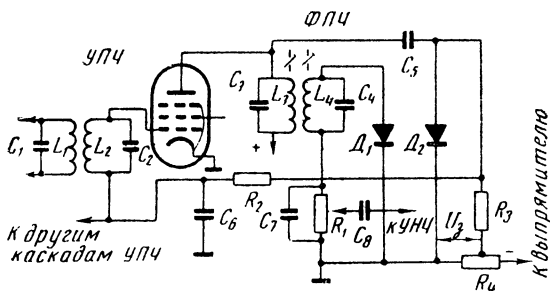 ФПЧ
УПЧ
C₅
C₃
L₃
L₄
C₄
C₁
L₁
L₂
C₂
Д₁
Д₂
+
R₂
C₆
C₇
R₁
C₈
кУНЧ
U₃
R₃
R₄
−
К другим
каскадам УПЧ
К выпрямителю